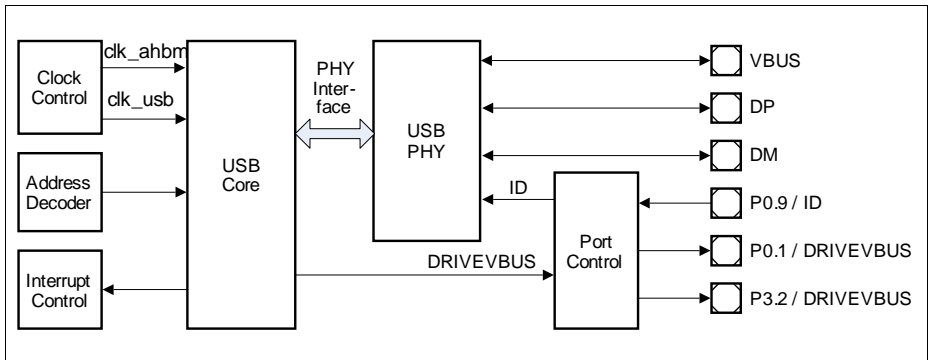 clk_ahbm
Clock
Control
clk_usb
Address
Decoder
Interrupt
Control
USB
Core
PHY
Inter-
face
USB
PHY
ID
DRIVEVBUS
Port
Control
VBUS
DP
DM
P0.9 / ID
P0.1 / DRIVEVBUS
P3.2 / DRIVEVBUS